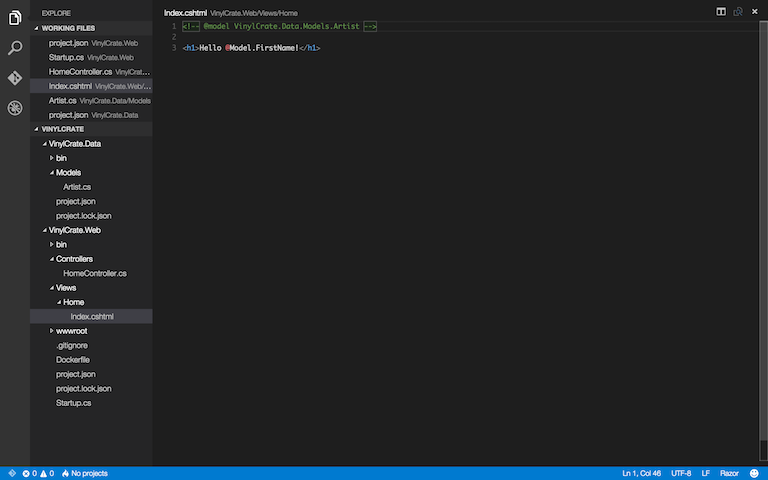 EXPLORE
WORKING FILES
project.json VinylCrate.Web
Startup.cs VinylCrate.Web
HomeController.cs VinylCrat...
Index.cshtml VinylCrate.Web/...
Artist.cs VinylCrate.Data/Models
project.json VinylCrate.Data
VINYLCRATE
VinylCrate.Data
bin
Models
Artist.cs
project.json
project.lock.json
VinylCrate.Web
bin
Controllers
HomeController.cs
Views
Home
Index.cshtml
wwwroot
.gitignore
Dockerfile
project.json
project.lock.json
Startup.cs
Index.cshtml VinylCrate.Web/Views/Home
1 <!-- @model VinylCrate.Data.Models.Artist -->
2
3 <h1>Hello @Model.FirstName!</h1>
0 0 No projects Ln 1, Col 46 UTF-8 LF Razor